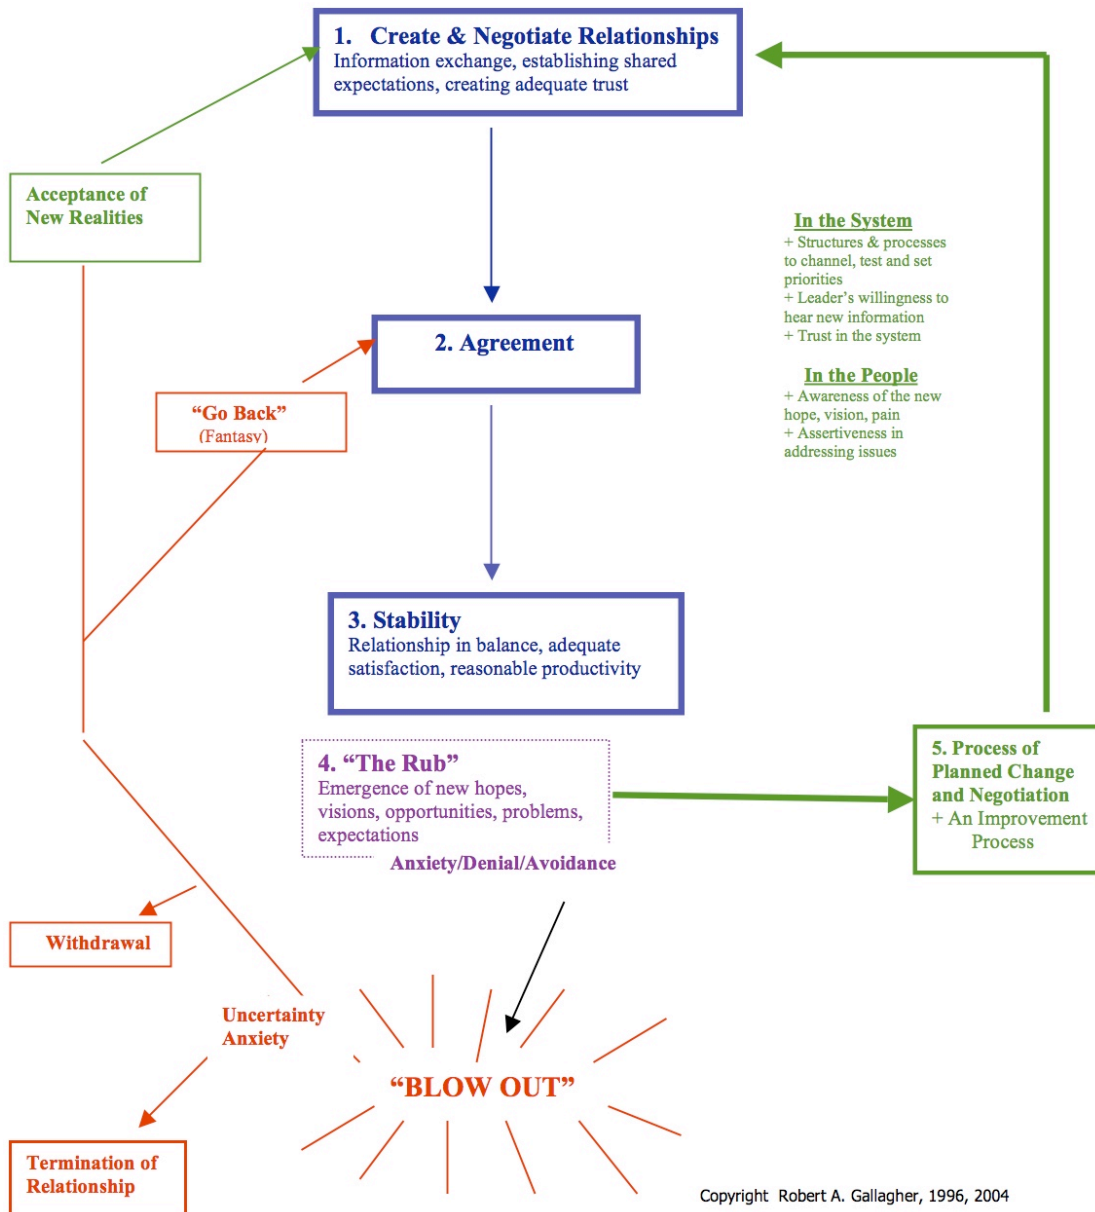 1. Create & Negotiate Relationships
Information exchange, establishing shared
expectations, creating adequate trust
Acceptance of
New Realities
In the System
+ Structures & processes
to channel, test and set
priorities
+ Leader’s willingness to
hear new information
+ Trust in the system
In the People
+ Awareness of the new
hope, vision, pain
+ Assertiveness in
addressing issues
2. Agreement
“Go Back”
(Fantasy)
3. Stability
Relationship in balance, adequate
satisfaction, reasonable productivity
4. “The Rub”
Emergence of new hopes,
visions, opportunities, problems,
expectations
Anxiety/Denial/Avoidance
5. Process of
Planned Change
and Negotiation
+ An Improvement
Process
Withdrawal
Uncertainty
Anxiety
“BLOW OUT”
Termination of
Relationship
Copyright Robert A. Gallagher, 1996, 2004